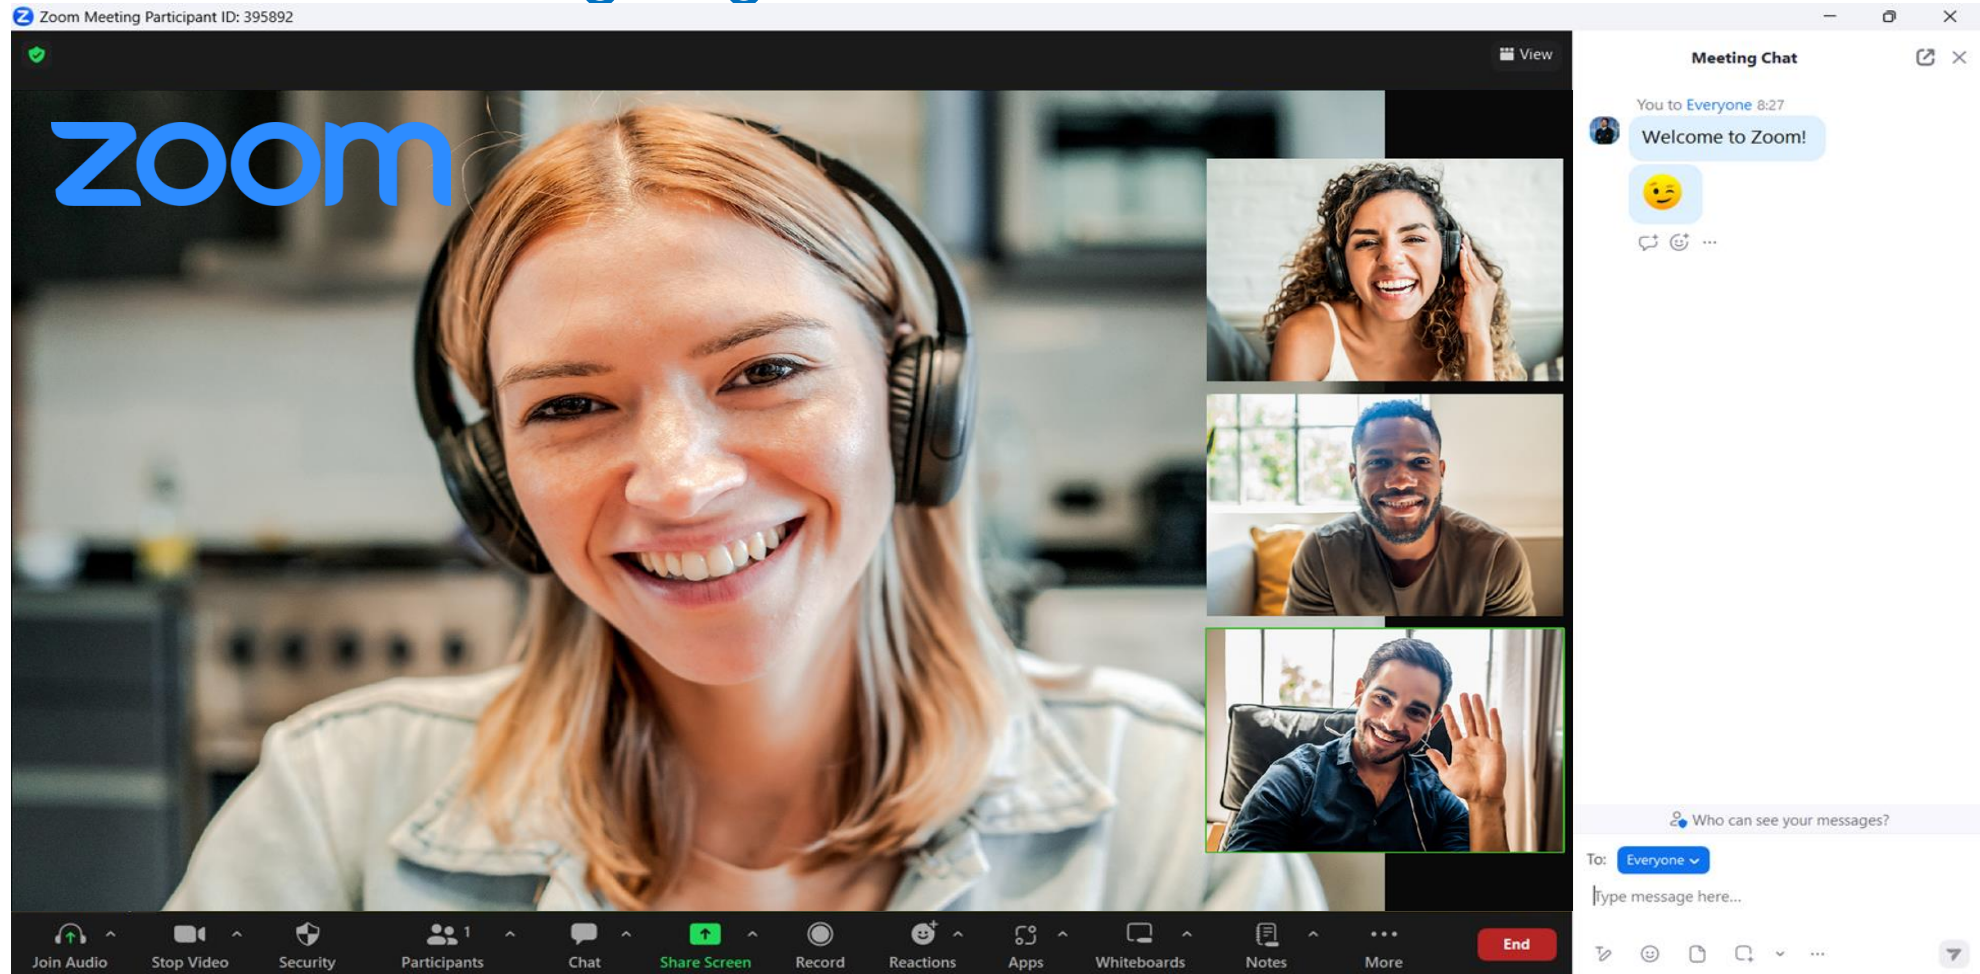 Zoom Meeting Participant ID: 395892
View
zoom
Meeting Chat
You to Everyone 8:27
Welcome to Zoom!
Who can see your messages?
To: Everyone
Type message here...
Join Audio
Stop Video
Security
1
Participants
Chat
Share Screen
Record
Reactions
Apps
Whiteboards
Notes
More
End